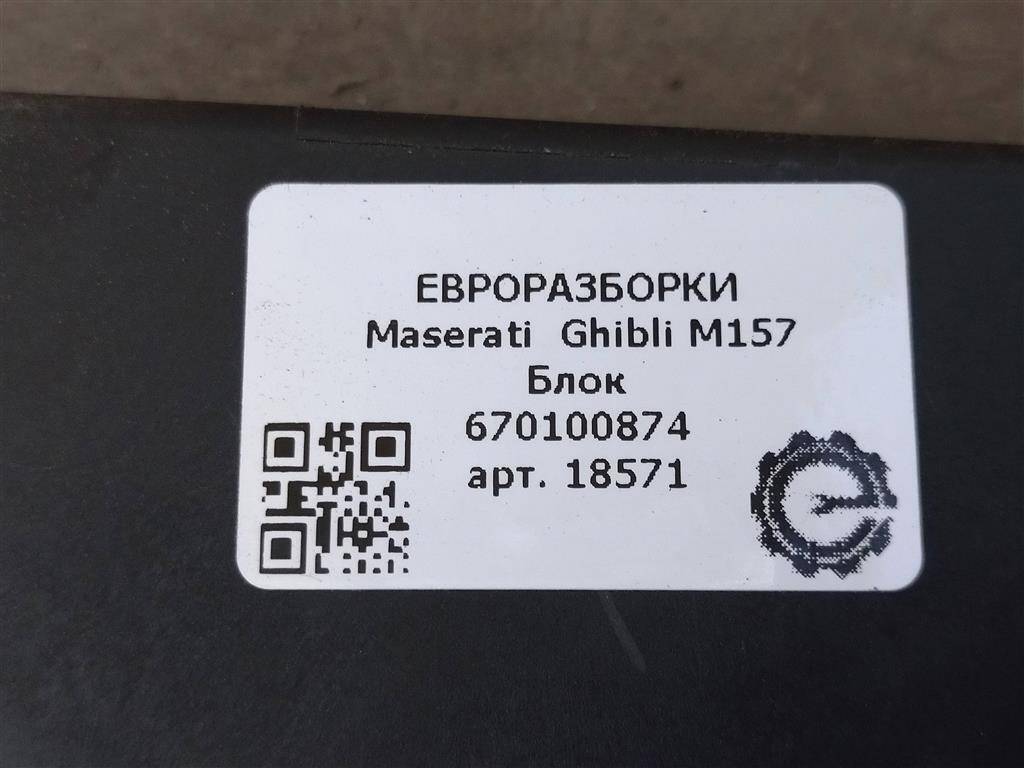 ЕВРОРАЗБОРКИ
Maserati Ghibli M157
Блок
670100874
арт. 18571